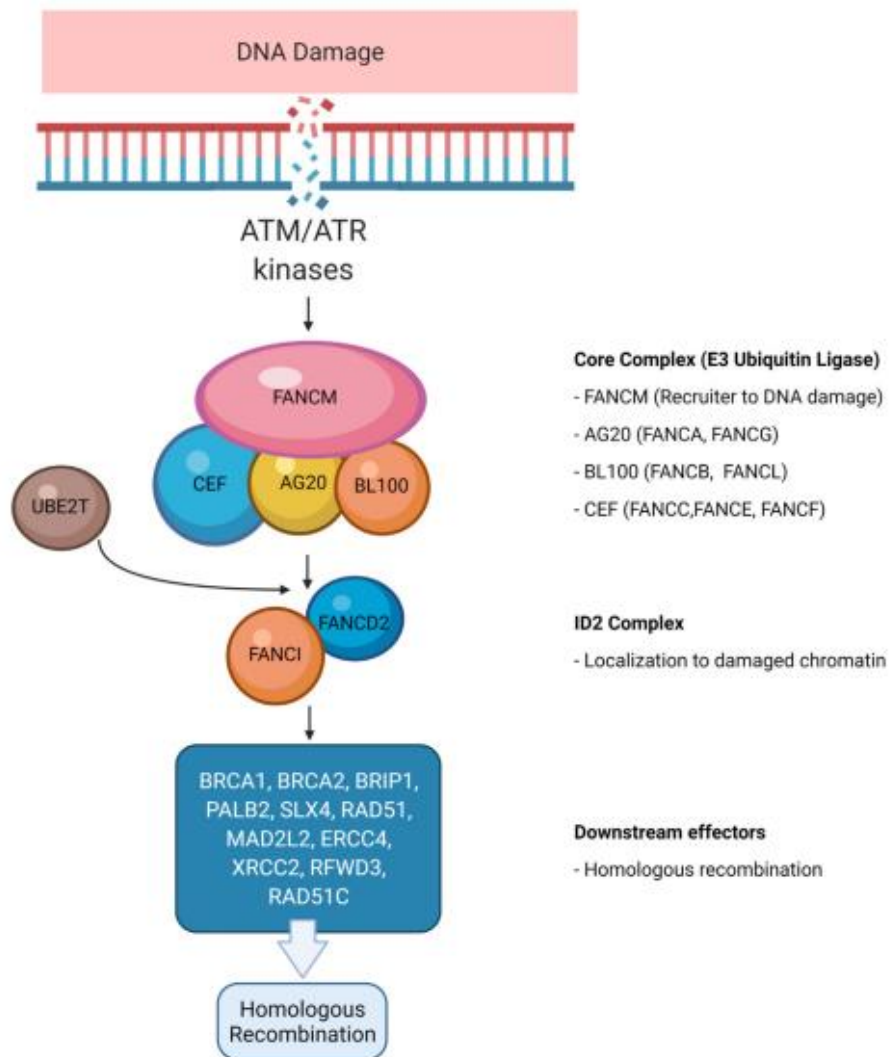 DNA Damage
ATM/ATR
kinases
FANCM
CEF
AG20
BL100
UBE2T
Core Complex (E3 Ubiquitin Ligase)
- FANCM (Recruiter to DNA damage)
- AG20 (FANCA, FANCG)
- BL100 (FANCB,  FANCL)
- CEF (FANCC,FANCE, FANCF)
FANCD2
FANCI
ID2 Complex
- Localization to damaged chromatin
BRCA1, BRCA2, BRIP1,
PALB2, SLX4, RAD51,
MAD2L2, ERCC4,
XRCC2, RFWD3,
RAD51C
Downstream effectors
- Homologous recombination
Homologous
Recombination